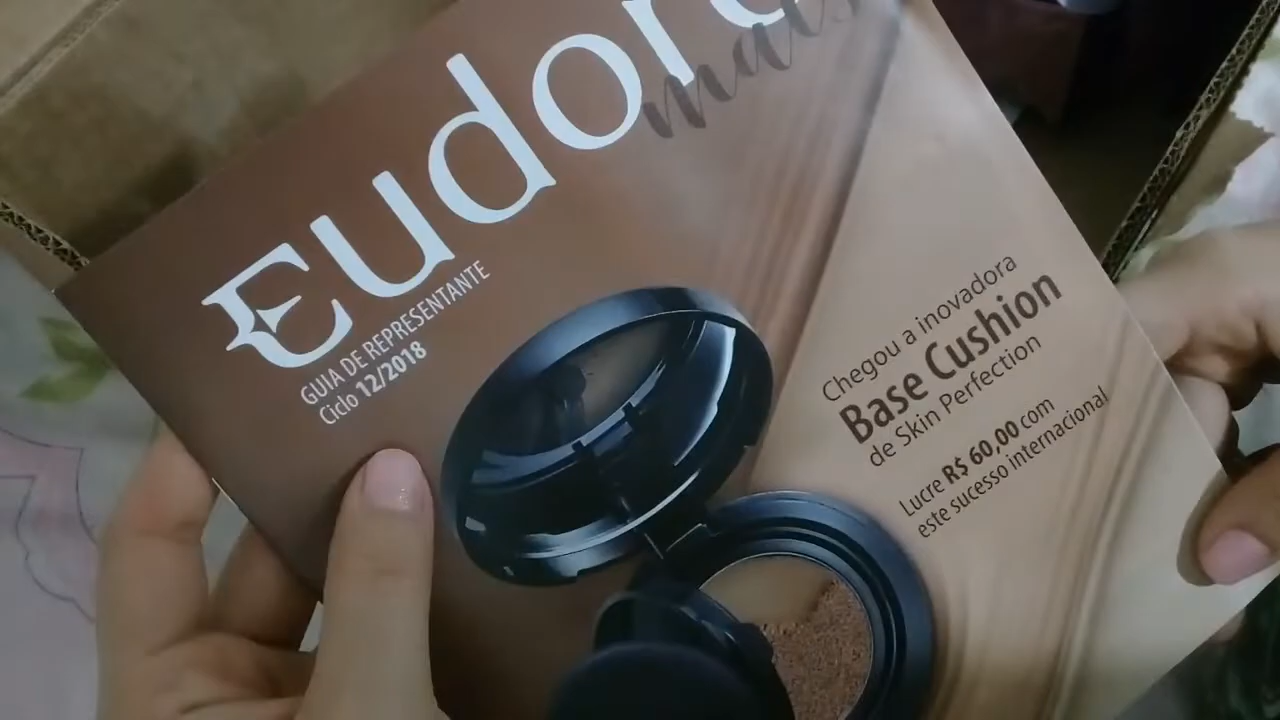 Eudora
mais
GUIA DE REPRESENTANTE
Ciclo 12/2018
Chegou a inovadora
Base Cushion
de Skin Perfection
Lucre R$ 60,00 com
este sucesso internacional